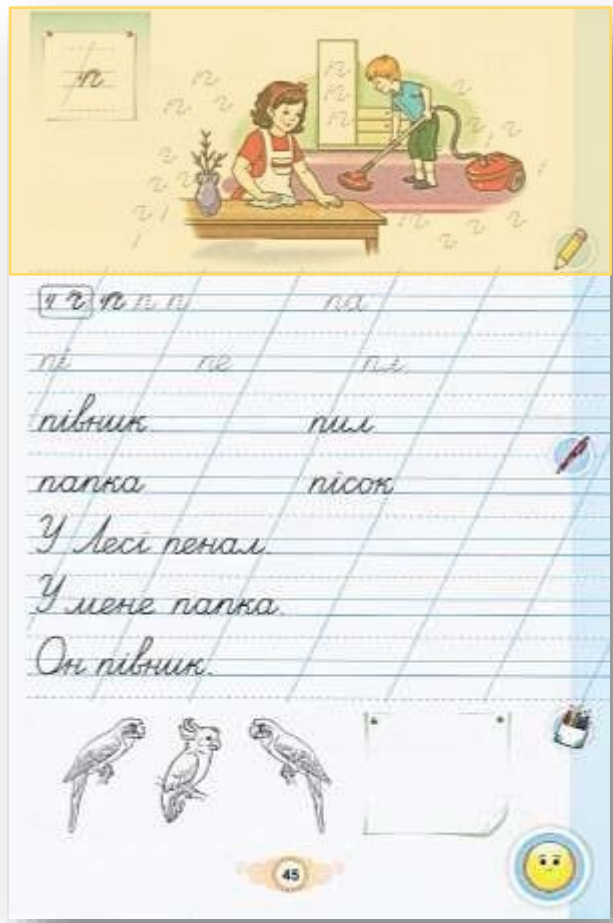 п
п п п па
пі пе пл
півник пил
папка пісок
У Лесі пенал.
У мене папка.
Он півник.
45